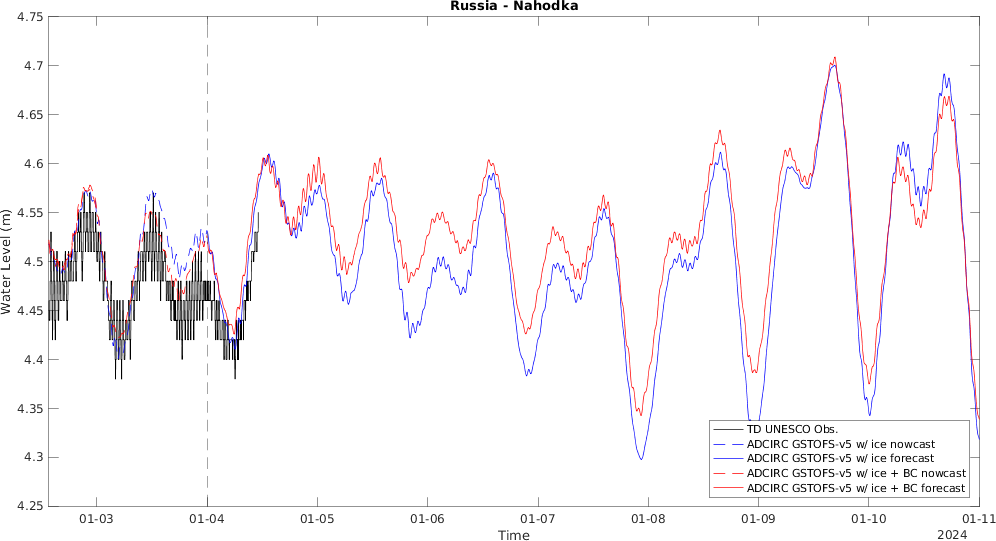 Russia - Nahodka
4.75
4.7
4.65
4.6
4.55
4.5
4.45
4.4
4.35
4.3
4.25
Water Level (m)
TD UNESCO Obs.
ADCIRC GSTOFS-v5 w/ ice nowcast
ADCIRC GSTOFS-v5 w/ ice forecast
ADCIRC GSTOFS-v5 w/ ice + BC nowcast
ADCIRC GSTOFS-v5 w/ ice + BC forecast
01-03 01-04 01-05 01-06 01-07 01-08 01-09 01-10 01-11
Time
2024